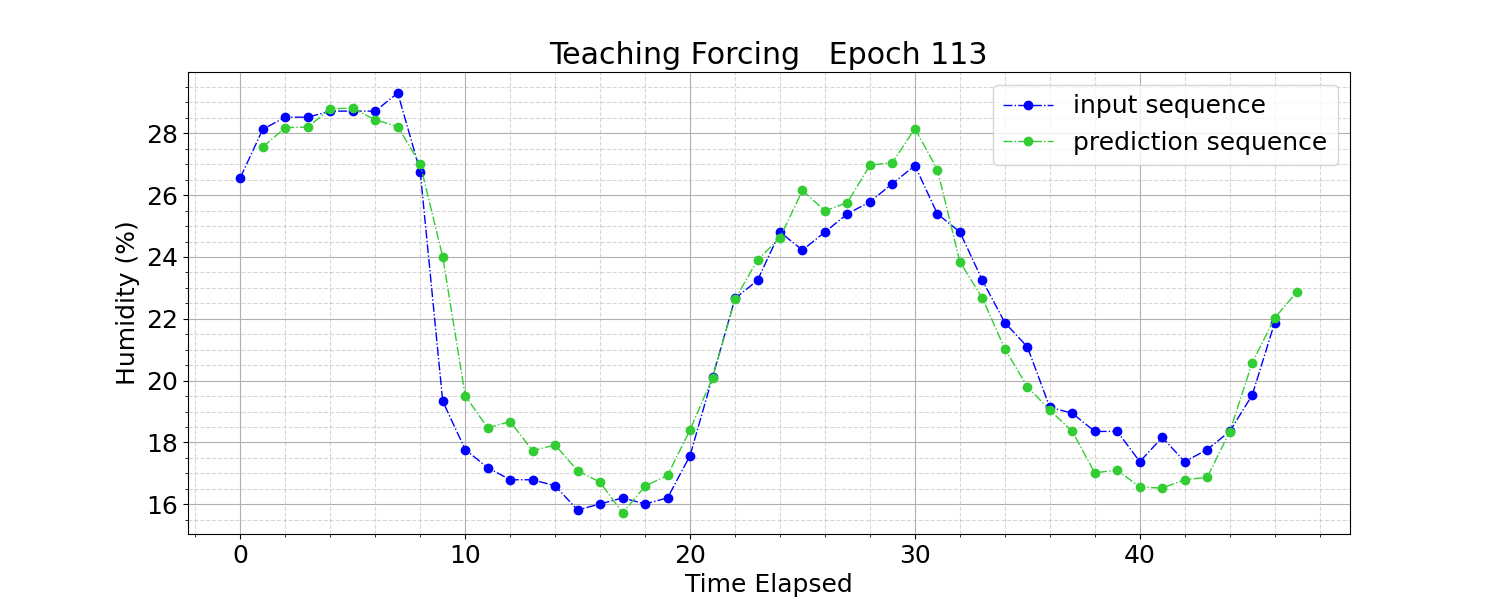 Teaching Forcing   Epoch 113
input sequence
prediction sequence
Humidity (%)
28
26
24
22
20
18
16
0 10 20 30 40
Time Elapsed